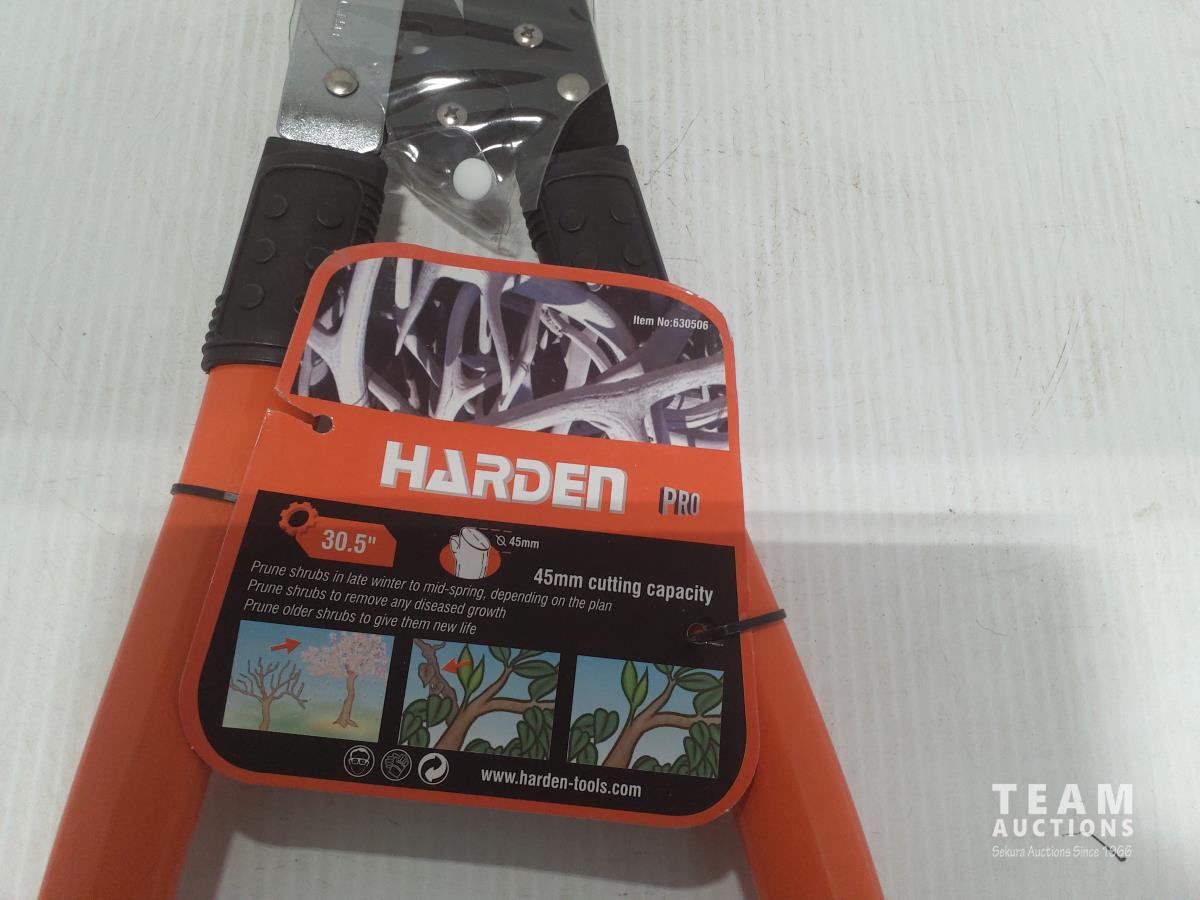 Item No:630506
HARDEN PRO
30.5"
Ø 45mm
45mm cutting capacity
Prune shrubs in late winter to mid-spring, depending on the plan
Prune shrubs to remove any diseased growth
Prune older shrubs to give them new life
www.harden-tools.com
TEAM
AUCTIONS
Sekura Auctions Since 1966